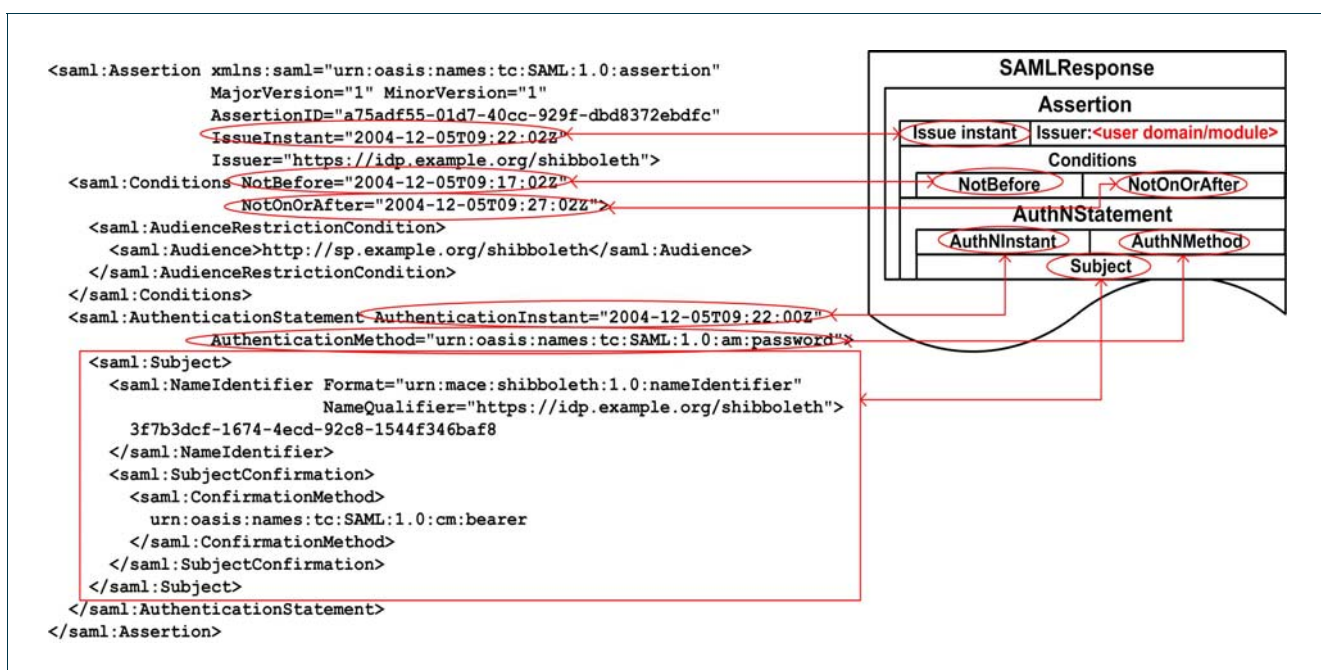 <saml:Assertion xmlns:saml="urn:oasis:names:tc:SAML:1.0:assertion"
MajorVersion="1" MinorVersion="1"
AssertionID="a75adf55-01d7-40cc-929f-dbd8372ebdfc"
IssueInstant="2004-12-05T09:22:02Z"
Issuer="https://idp.example.org/shibboleth">
<saml:Conditions NotBefore="2004-12-05T09:17:02Z"
NotOnOrAfter="2004-12-05T09:27:02Z">
<saml:AudienceRestrictionCondition>
<saml:Audience>http://sp.example.org/shibboleth</saml:Audience>
</saml:AudienceRestrictionCondition>
</saml:Conditions>
<saml:AuthenticationStatement AuthenticationInstant="2004-12-05T09:22:00Z"
AuthenticationMethod="urn:oasis:names:tc:SAML:1.0:am:password">
<saml:Subject>
<saml:NameIdentifier Format="urn:mace:shibboleth:1.0:nameIdentifier"
NameQualifier="https://idp.example.org/shibboleth">
3f7b3dcf-1674-4ecd-92c8-1544f346baf8
</saml:NameIdentifier>
<saml:SubjectConfirmation>
<saml:ConfirmationMethod>
urn:oasis:names:tc:SAML:1.0:cm:bearer
</saml:ConfirmationMethod>
</saml:SubjectConfirmation>
</saml:Subject>
</saml:AuthenticationStatement>
</saml:Assertion>
SAMLResponse
Assertion
Issue instant Issuer:<user domain/module>
Conditions
NotBefore NotOnOrAfter
AuthNStatement
AuthNInstant AuthNMethod
Subject